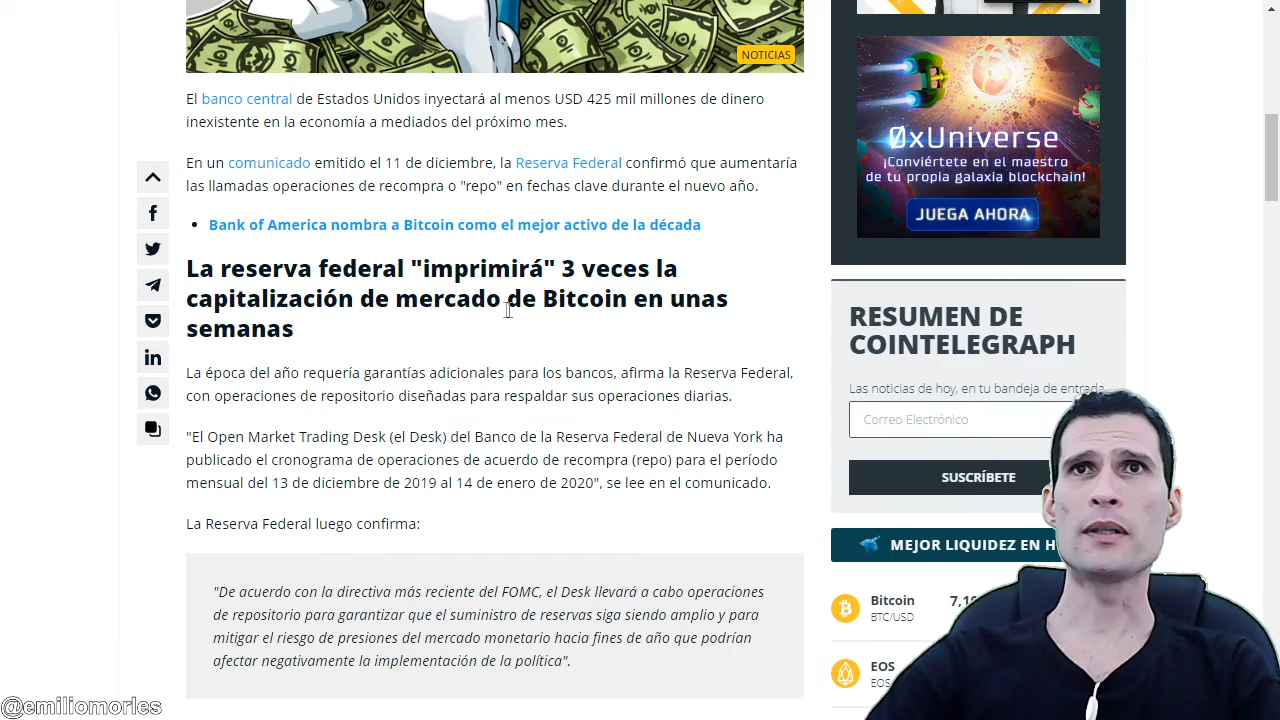 NOTICIAS
El banco central de Estados Unidos inyectará al menos USD 425 mil millones de dinero
inexistente en la economía a mediados del próximo mes.
En un comunicado emitido el 11 de diciembre, la Reserva Federal confirmó que aumentaría
las llamadas operaciones de recompra o "repo" en fechas clave durante el nuevo año.
Bank of America nombra a Bitcoin como el mejor activo de la década
La reserva federal "imprimirá" 3 veces la
capitalización de mercado de Bitcoin en unas
semanas
La época del año requería garantías adicionales para los bancos, afirma la Reserva Federal,
con operaciones de repositorio diseñadas para respaldar sus operaciones diarias.
"El Open Market Trading Desk (el Desk) del Banco de la Reserva Federal de Nueva York ha
publicado el cronograma de operaciones de acuerdo de recompra (repo) para el período
mensual del 13 de diciembre de 2019 al 14 de enero de 2020", se lee en el comunicado.
La Reserva Federal luego confirma:
"De acuerdo con la directiva más reciente del FOMC, el Desk llevará a cabo operaciones
de repositorio para garantizar que el suministro de reservas siga siendo amplio y para
mitigar el riesgo de presiones del mercado monetario hacia fines de año que podrían
afectar negativamente la implementación de la política".
0xUniverse
¡Conviértete en el maestro
de tu propia galaxia blockchain!
JUEGA AHORA
RESUMEN DE
COINTELEGRAPH
Las noticias de hoy, en tu bandeja de entrada
Correo Electrónico
SUSCRÍBETE
MEJOR LIQUIDEZ EN
Bitcoin
BTC/USD
EOS
@emiliomorles